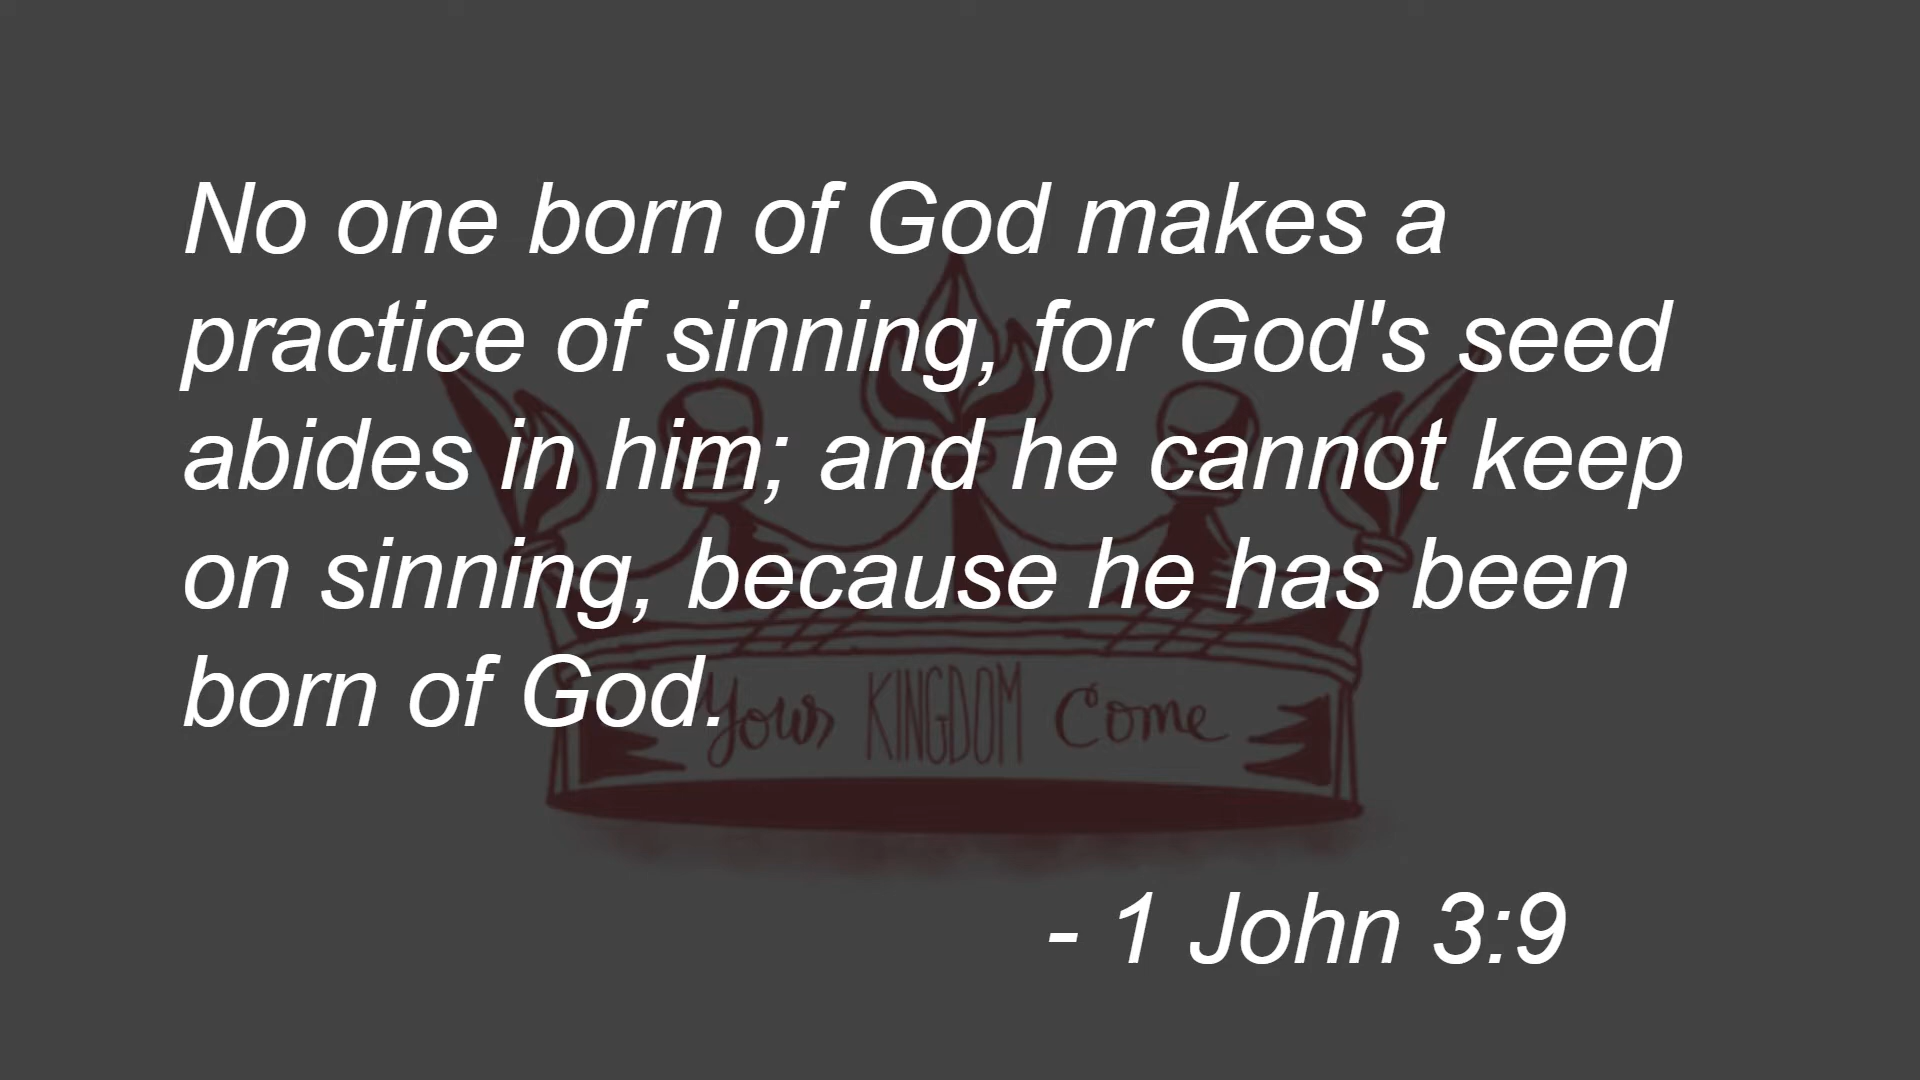 No one born of God makes a
practice of sinning, for God's seed
abides in him; and he cannot keep
on sinning, because he has been
born of God.
Your KINGDOM Come
- 1 John 3:9